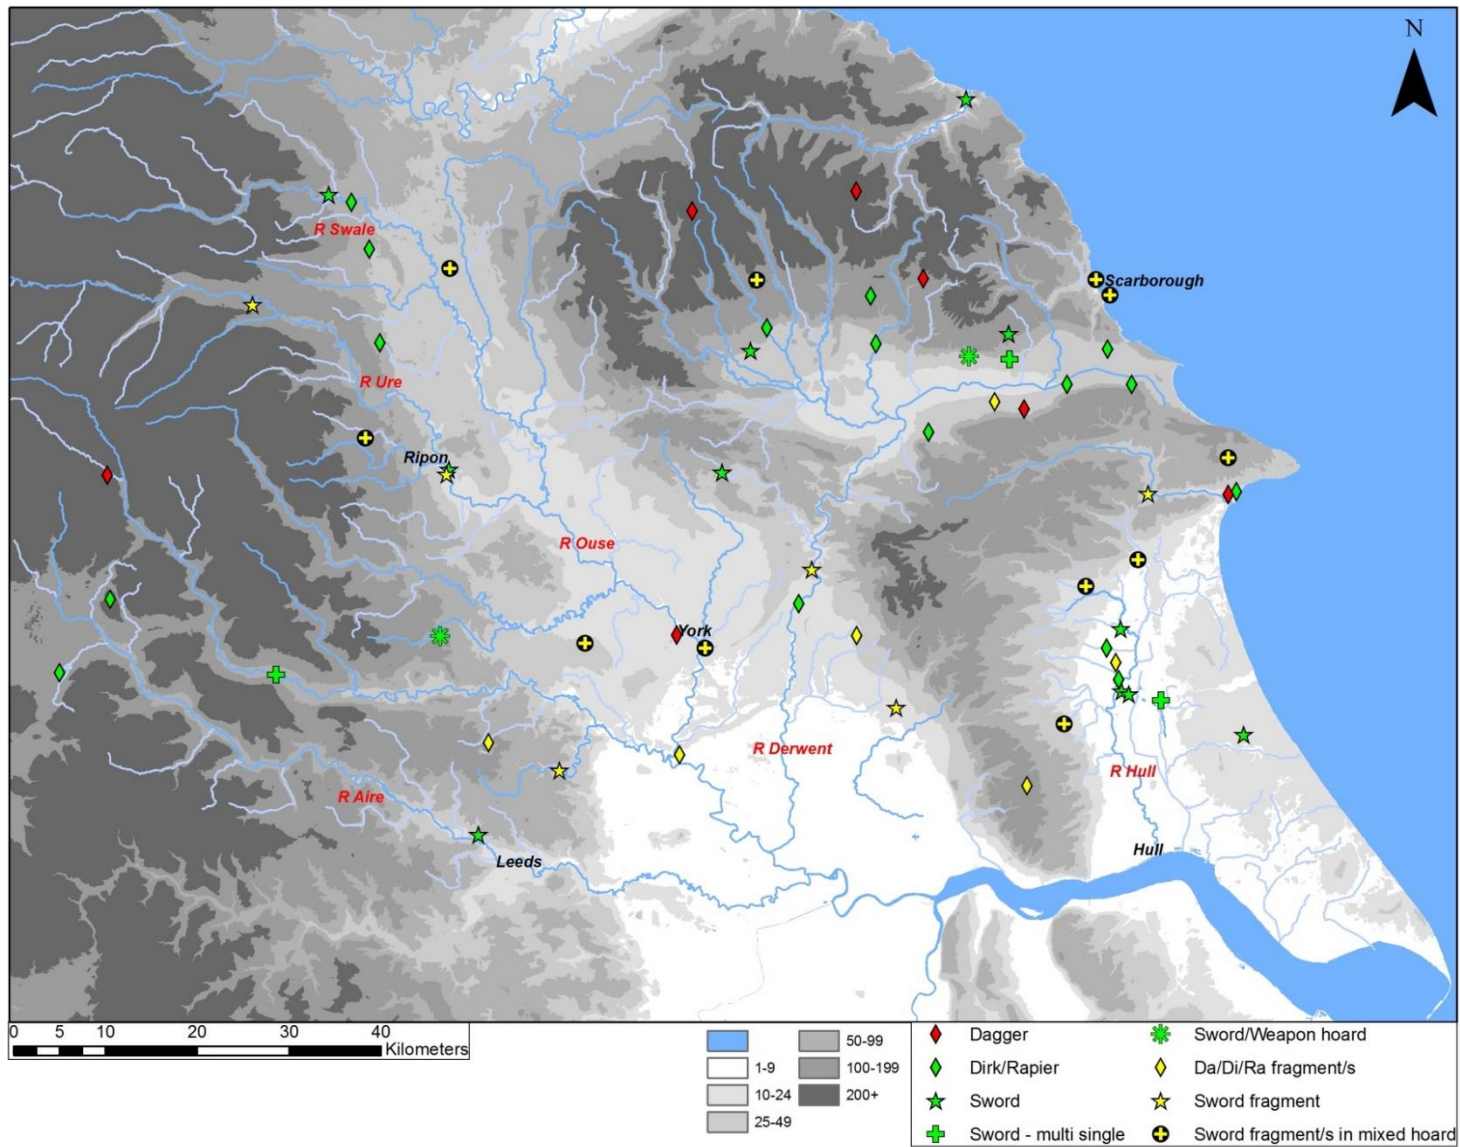 N
R Swale
Scarborough
R Ure
Ripon
R Ouse
York
R Derwent
R Hull
R Aire
Leeds
Hull
0 5 10 20 30 40
Kilometers
50-99
1-9 100-199
10-24 200+
25-49
Dagger Sword/Weapon hoard
Dirk/Rapier Da/Di/Ra fragment/s
Sword Sword fragment
Sword - multi single Sword fragment/s in mixed hoard